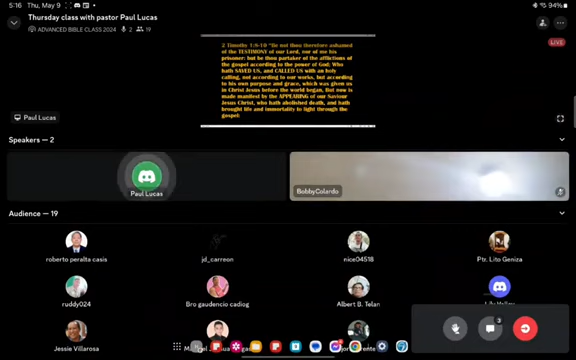 5:16 Thu, May 9
94%
Thursday class with pastor Paul Lucas
ADVANCED BIBLE CLASS 2024 2 19
LIVE
2 Timothy 1:8-10 "Be not thou therefore ashamed
of the TESTIMONY of our Lord, nor of me his
prisoner: but be thou partaker of the afflictions
of the gospel according to the power of God; Who
hath SAVED US, and CALLED US with an holy
calling, not according to our works, but according
to his own purpose and grace, which was given us
in Christ Jesus before the world began, But now is
made manifest by the APPEARING of our Saviour
Jesus Christ, who hath abolished death, and hath
brought life and immortality to light through the
gospel:
Paul Lucas
Speakers — 2
Paul Lucas
BobbyColardo
Audience — 19
roberto peralta casis
jd_carreon
nice04518
Ptr. Lito Geniza
ruddy024
Bro gaudencio cadiog
Albert B. Telan
3
Jessie Villarosa